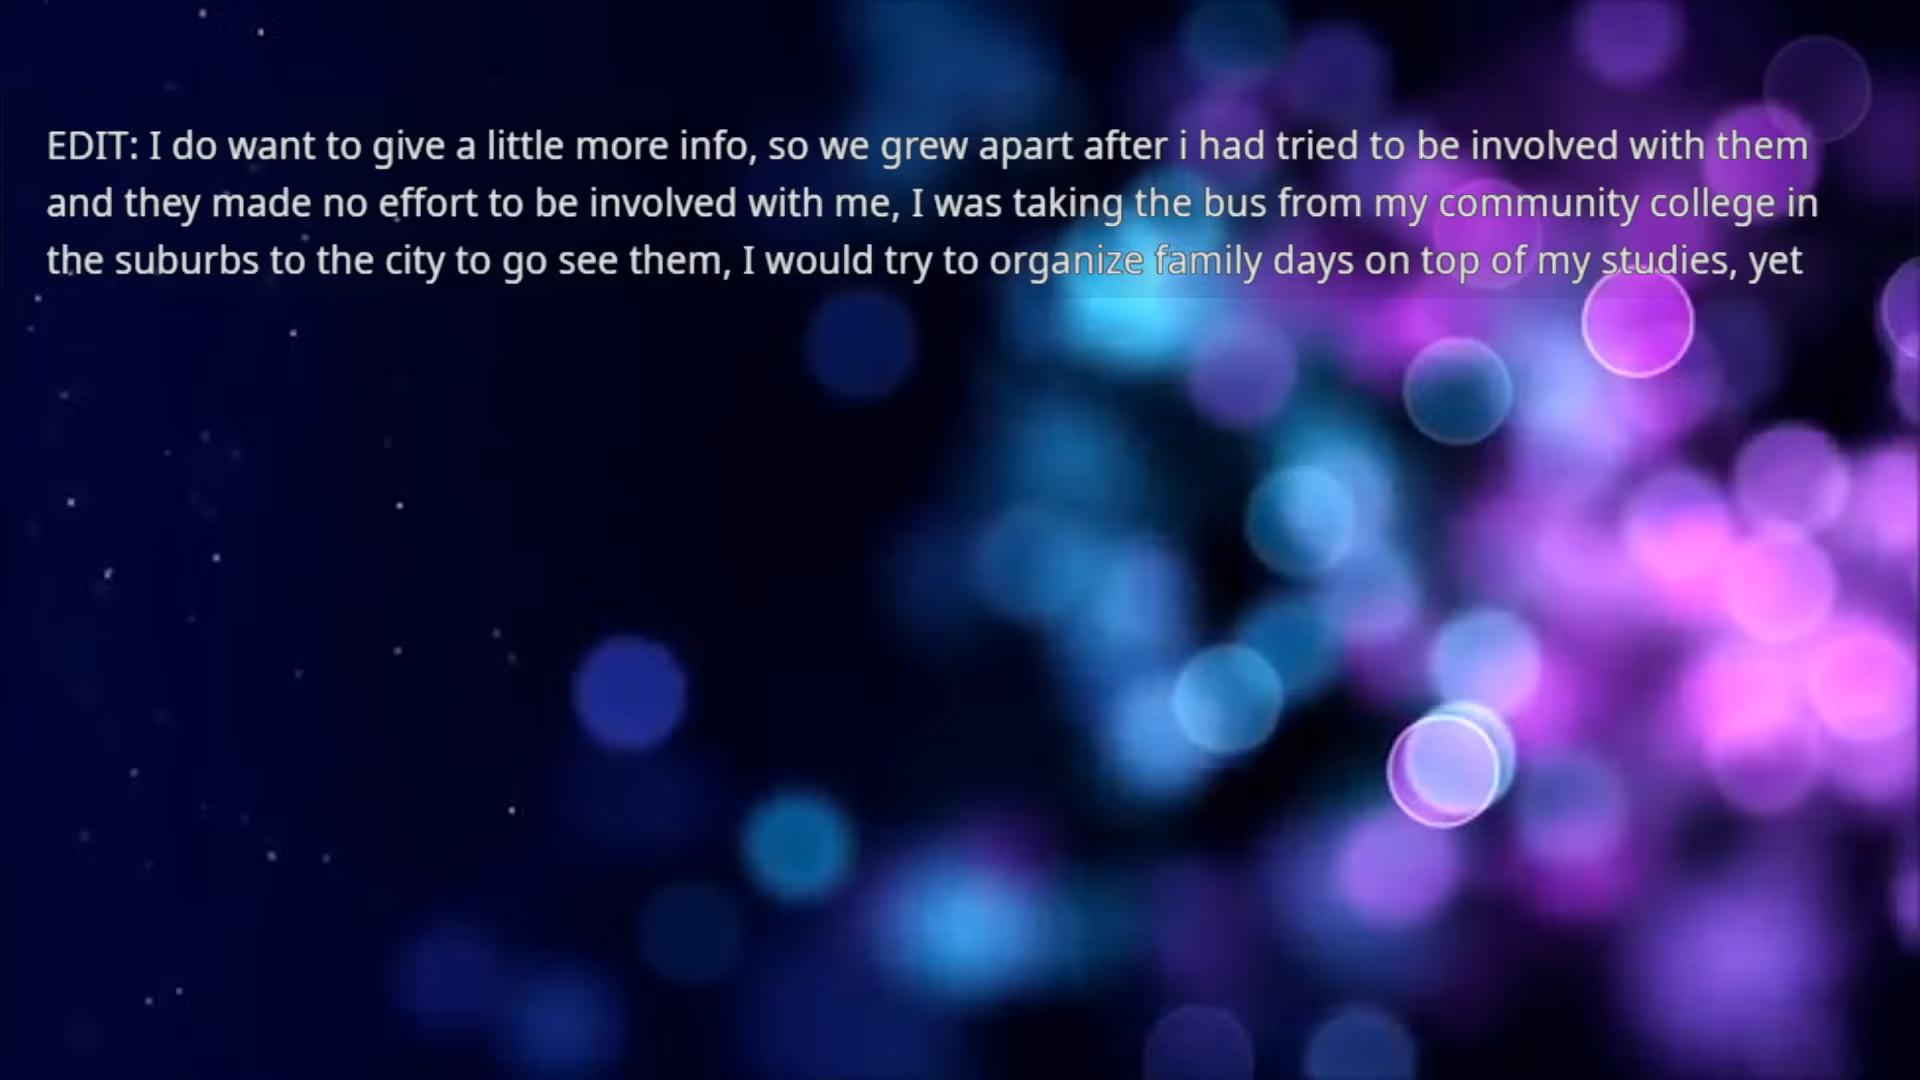 EDIT: I do want to give a little more info, so we grew apart after i had tried to be involved with them
and they made no effort to be involved with me, I was taking the bus from my community college in
the suburbs to the city to go see them, I would try to organize family days on top of my studies, yet